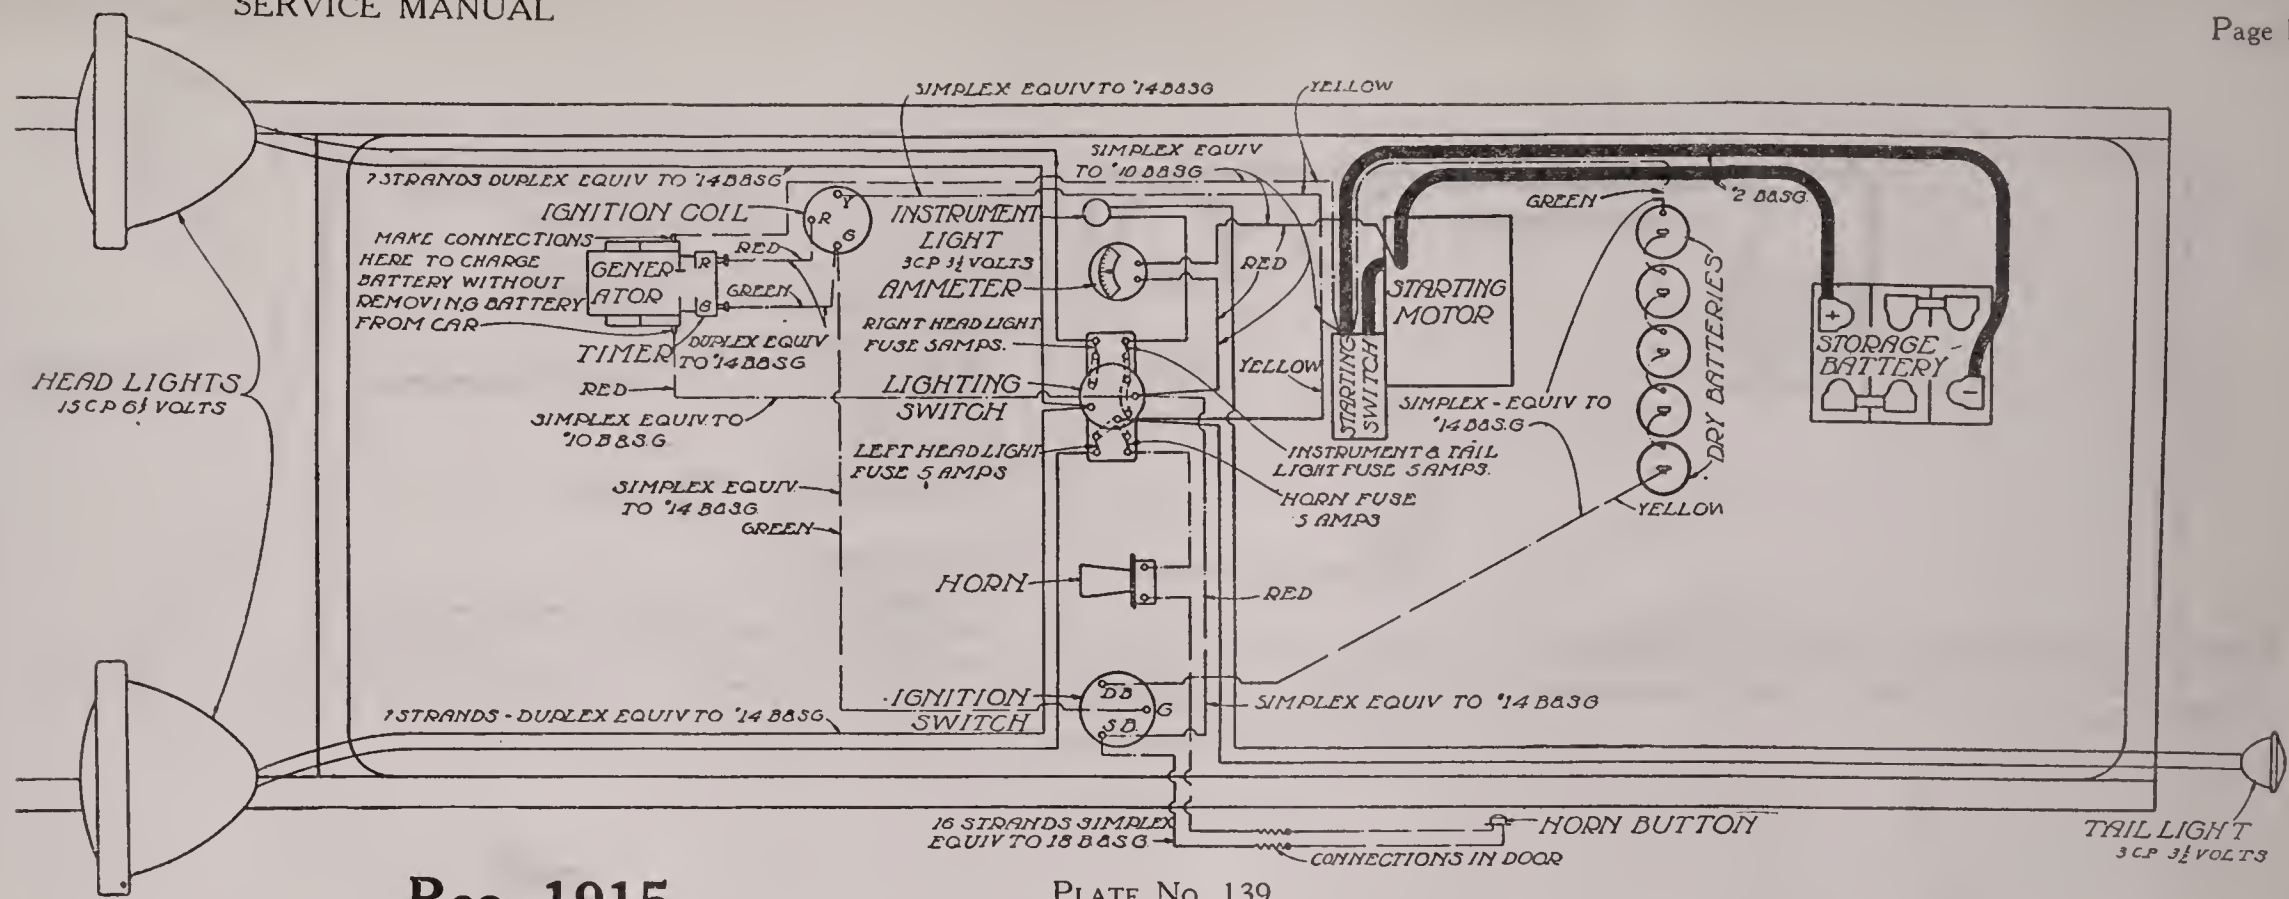 SERVICE MANUAL
Page
SIMPLEX EQUIV TO #14 B&SG
YELLOW
SIMPLEX EQUIV
TO #10 B&SG
7 STRANDS DUPLEX EQUIV TO #14 B&SG
IGNITION COIL
Y
R
G
INSTRUMENT
LIGHT
3 CP 3½ VOLTS
GREEN
#2 B&SG.
MAKE CONNECTIONS
HERE TO CHARGE
BATTERY WITHOUT
REMOVING BATTERY
FROM CAR
GENER
ATOR
R
G
RED
GREEN
TIMER
DUPLEX EQUIV
TO #14 B&SG
AMMETER
RED
STARTING
MOTOR
DRY BATTERIES
+
STORAGE
BATTERY
−
RIGHT HEAD LIGHT
FUSE 5 AMPS.
YELLOW
STARTING
SWITCH
HEAD LIGHTS
15 C.P. 6½ VOLTS
RED
LIGHTING
SWITCH
SIMPLEX EQUIV. TO
#10 B.&S.G
SIMPLEX - EQUIV TO
#14 B&S.G
LEFT HEAD LIGHT
FUSE 5 AMPS
INSTRUMENT & TAIL
LIGHT FUSE 5 AMPS.
SIMPLEX EQUIV.
TO #14 B&SG.
GREEN
HORN FUSE
5 AMPS
YELLOW
HORN
RED
IGNITION
SWITCH
DB
G
S.B.
SIMPLEX EQUIV TO #14 B&SG
7 STRANDS - DUPLEX EQUIV TO #14 B&SG
16 STRANDS SIMPLEX
EQUIV TO 18 B&SG
HORN BUTTON
CONNECTIONS IN DOOR
TAIL LIGHT
3 C.P 3½ VOLTS
1915
PLATE No. 139